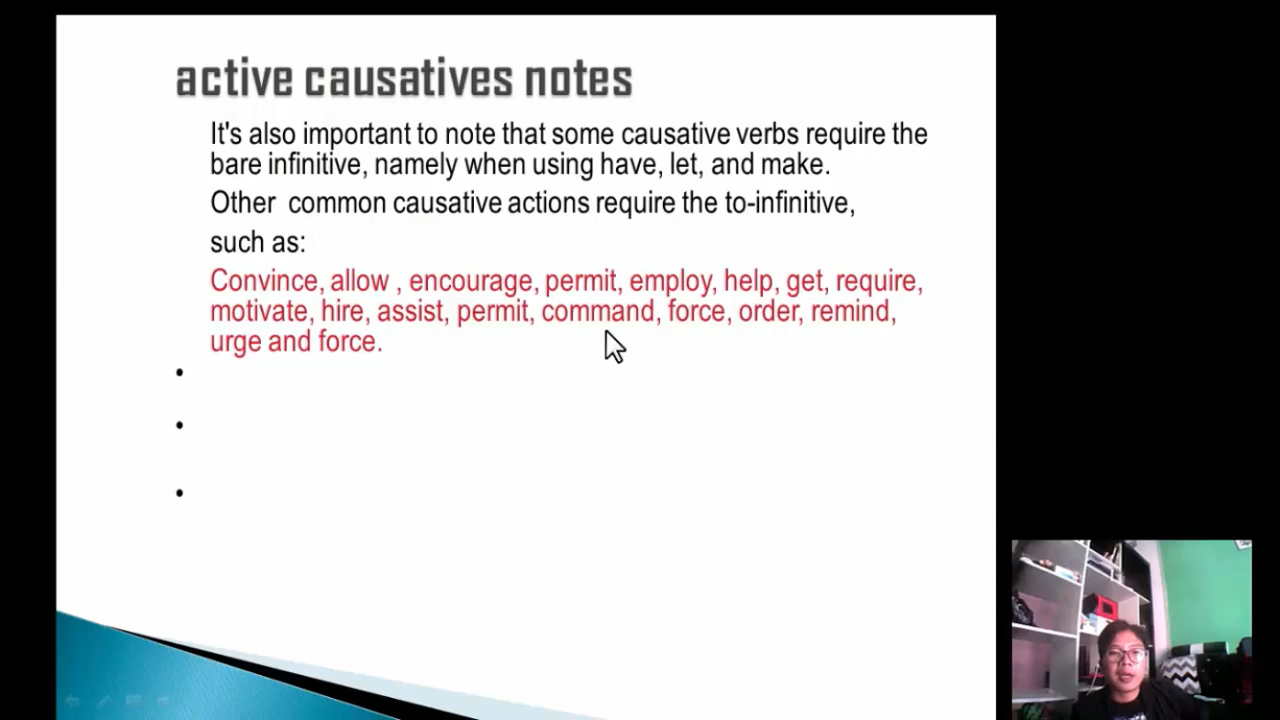 active causatives notes
It's also important to note that some causative verbs require the
bare infinitive, namely when using have, let, and make.
Other  common causative actions require the to-infinitive,
such as:
Convince, allow , encourage, permit, employ, help, get, require,
motivate, hire, assist, permit, command, force, order, remind,
urge and force.